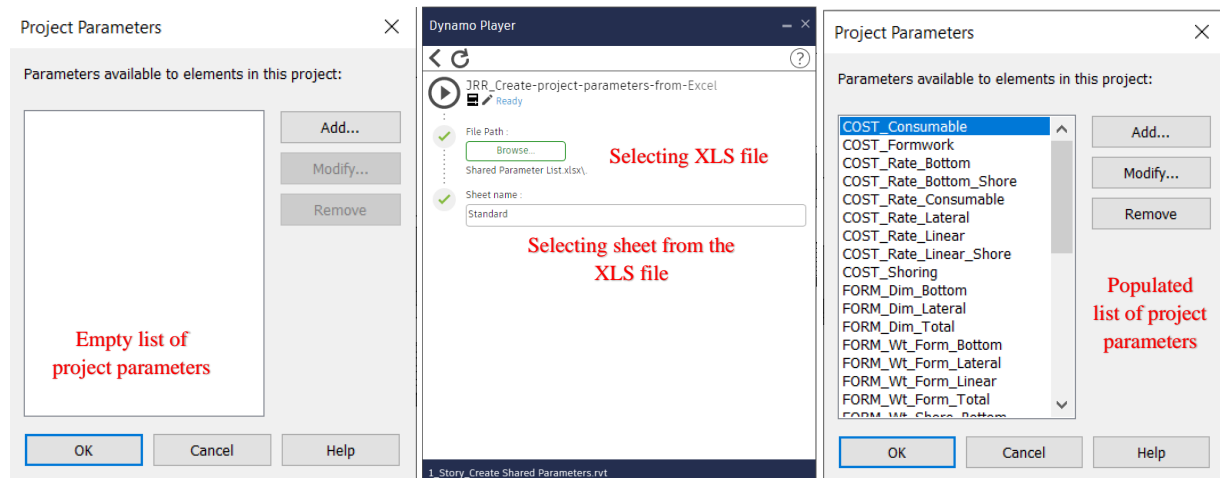 Project Parameters
Parameters available to elements in this project:
Add...
Modify...
Remove
Empty list of
project parameters
OK
Cancel
Help
Dynamo Player
?
JRR_Create-project-parameters-from-Excel
Ready
File Path :
Browse...
Selecting XLS file
Shared Parameter List.xlsx\.
Sheet name :
Standard
Selecting sheet from the
XLS file
1_Story_Create Shared Parameters.rvt
Project Parameters
Parameters available to elements in this project:
COST_Consumable
COST_Formwork
COST_Rate_Bottom
COST_Rate_Bottom_Shore
COST_Rate_Consumable
COST_Rate_Lateral
COST_Rate_Linear
COST_Rate_Linear_Shore
COST_Shoring
FORM_Dim_Bottom
FORM_Dim_Lateral
FORM_Dim_Total
FORM_Wt_Form_Bottom
FORM_Wt_Form_Lateral
FORM_Wt_Form_Linear
FORM_Wt_Form_Total
FORM_Wt_Shore_Bottom
Add...
Modify...
Remove
Populated
list of project
parameters
OK
Cancel
Help